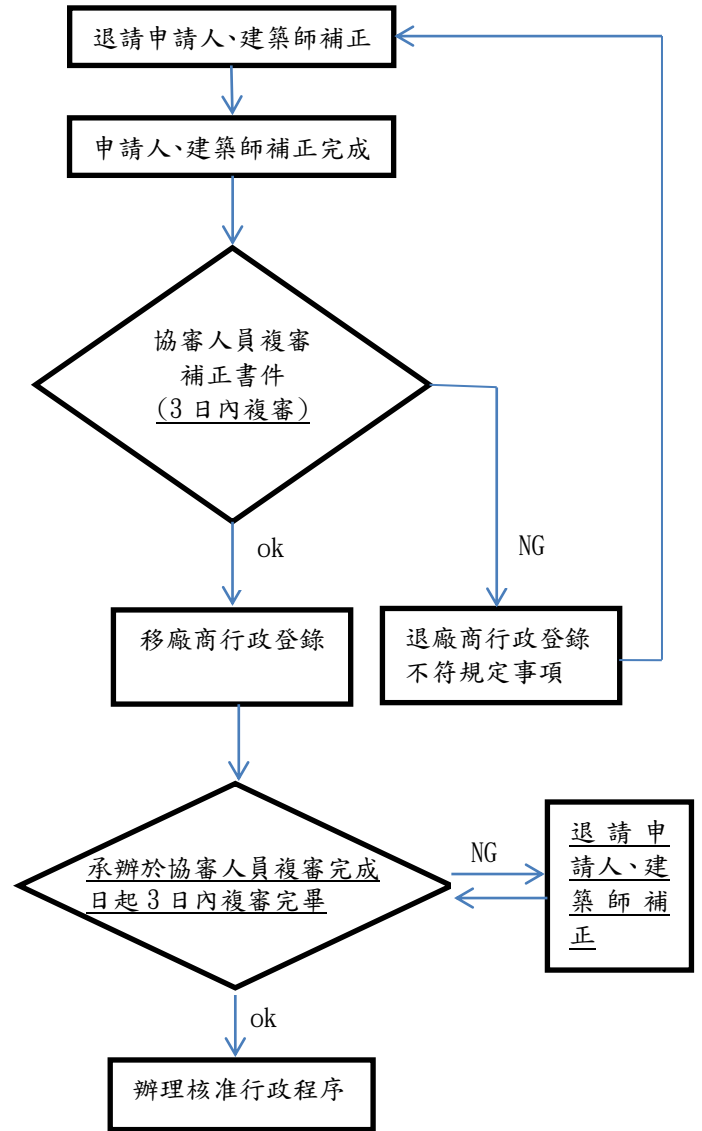 退請申請人、建築師補正
申請人、建築師補正完成
協審人員複審
補正書件
(3 日內複審)
ok
NG
移廠商行政登錄
退廠商行政登錄
不符規定事項
承辦於協審人員複審完成
日起 3 日內複審完畢
NG
退請申
請人、建
築師補
正
ok
辦理核准行政程序